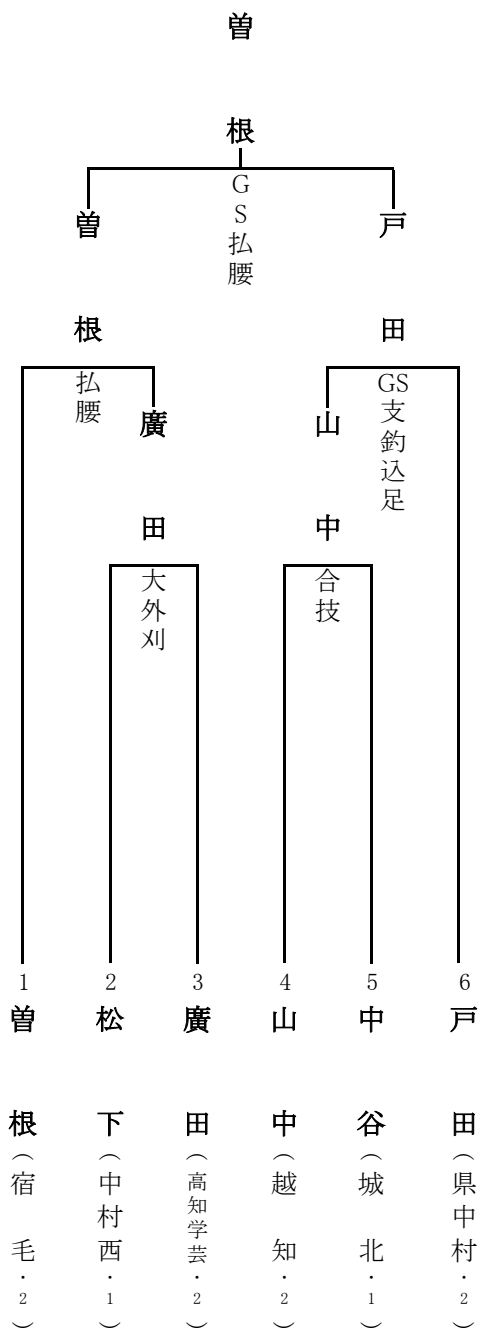 曽根
GS払腰
曽根
戸田
払腰
GS支釣込足
廣田
山中
大外刈
合技
1 曽根（宿毛・2）
2 松下（中村西・1）
3 廣田（高知学芸・2）
4 山中（越知・2）
5 中谷（城北・1）
6 戸田（県中村・2）